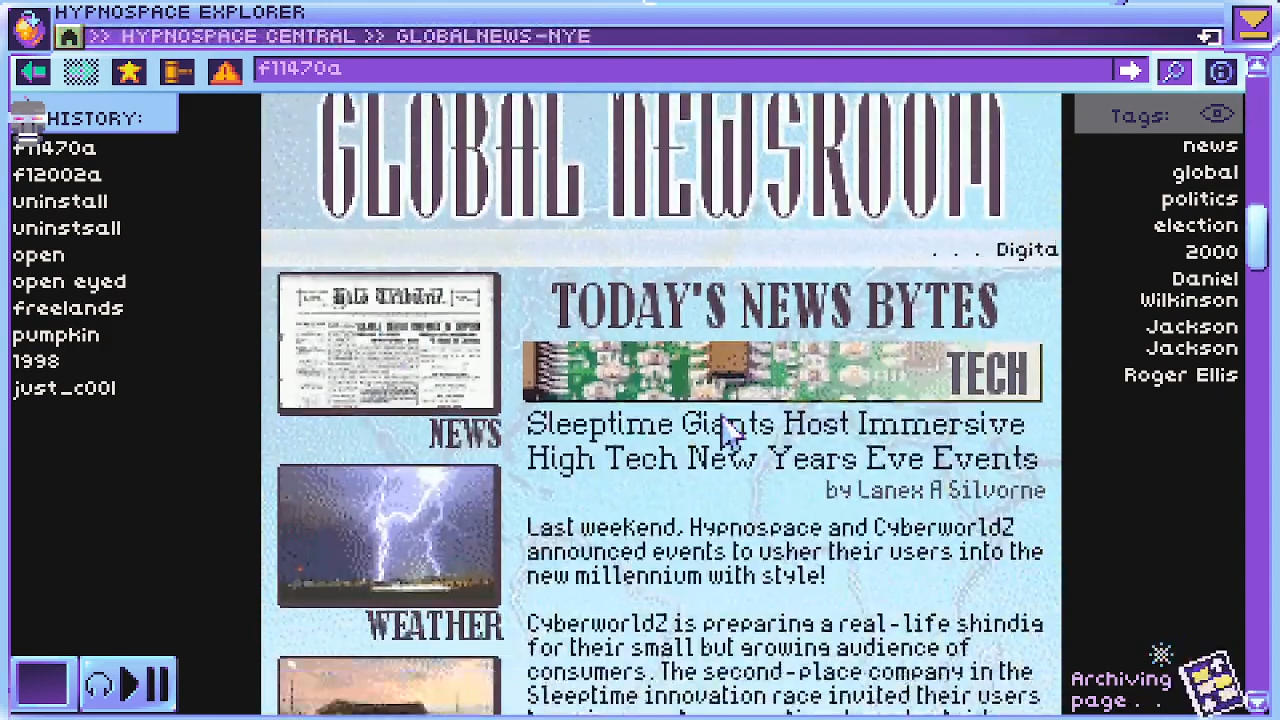 HYPNOSPACE EXPLORER
>> HYPNOSPACE CENTRAL >> GLOBALNEWS-NYE
f11470a
HISTORY:
f11470a
f12002a
uninstall
uninstsall
open
open eyed
freelands
pumpkin
1998
just_c00l
GLOBAL NEWSROOM
. . . Digita
NEWS
WEATHER
TODAY'S NEWS BYTES
TECH
Sleeptime Giants Host Immersive
High Tech New Years Eve Events
by Lanex A Silvorne
Last weekend, Hypnospace and CyberworldZ
announced events to usher their users into the
new millennium with style!
CyberworldZ is preparing a real-life shindig
for their small but growing audience of
consumers. The second-place company in the
Sleeptime innovation race invited their users
Tags:
news
global
politics
election
2000
Daniel
Wilkinson
Jackson
Jackson
Roger Ellis
Archiving
page . .